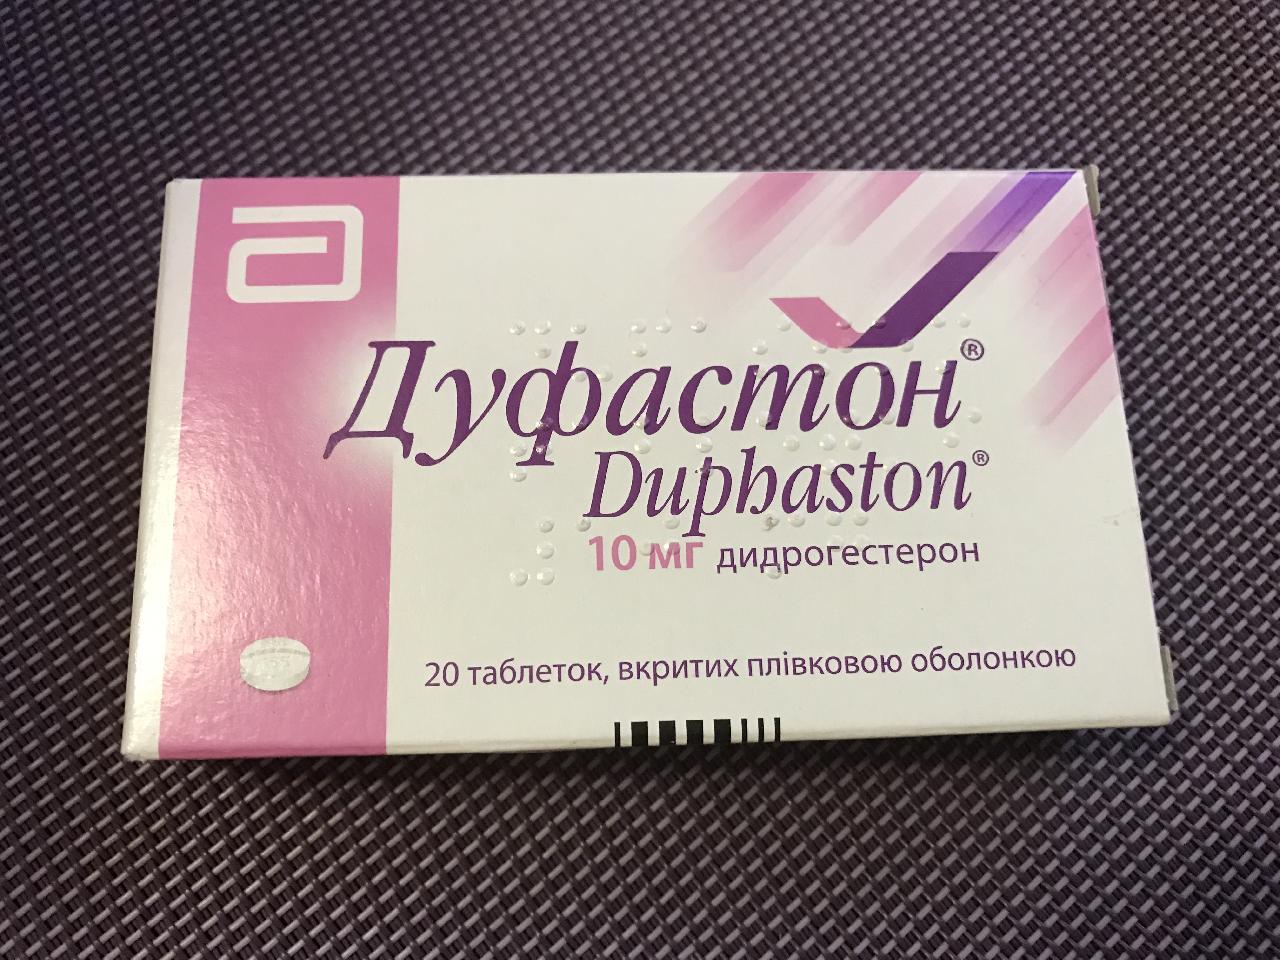 Дуфастон®
Duphaston®
10 мг дидрогестерон
20 таблеток, вкритих плівковою оболонкою